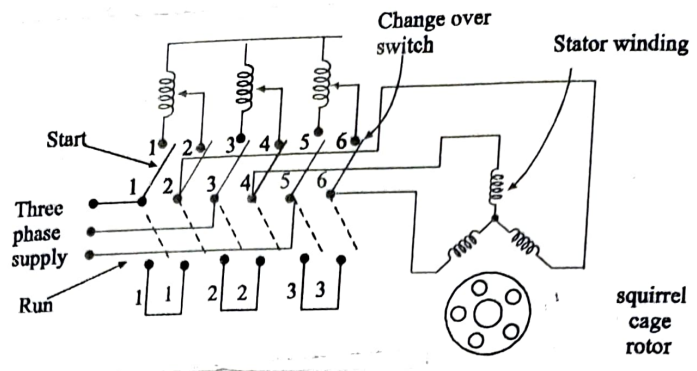 Change over
switch
Stator winding
Start
1 2 3 4 5 6
1 2 3 4 5 6
Three
phase
supply
Run
1 1 2 2 3 3
squirrel
cage
rotor